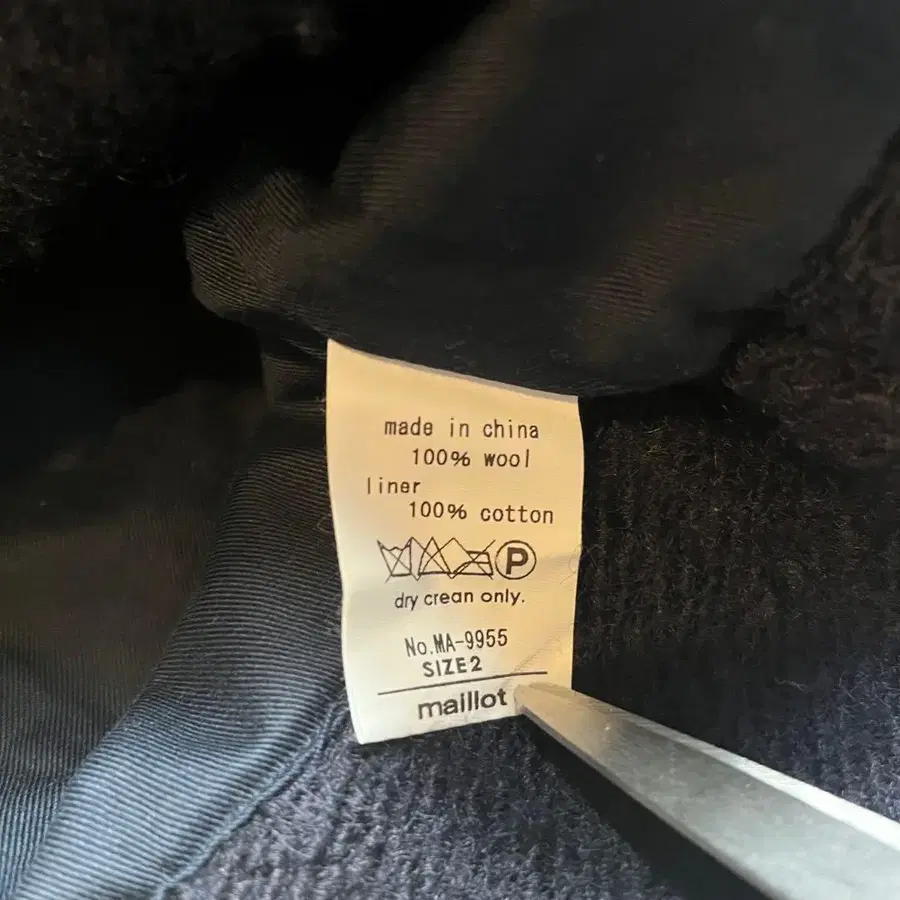 made in china
100% wool
liner
100% cotton
P
dry crean only.
No.MA-9955
SIZE2
maillot